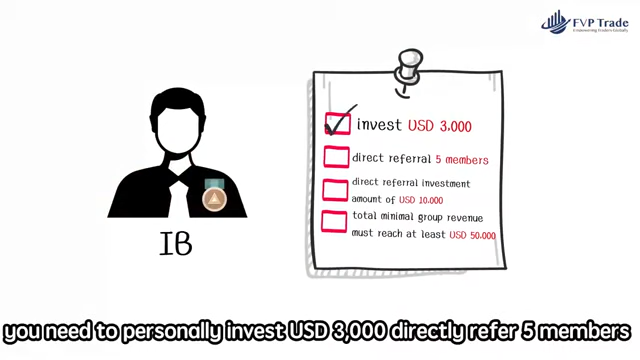 FVP Trade
Empowering Traders Globally
invest USD 3.000
direct referral 5 members
direct referral investment
amount of USD 10.000
total minimal group revenue
must reach at least USD 50.000
IB
you need to personally invest USD 3,000 directly refer 5 members